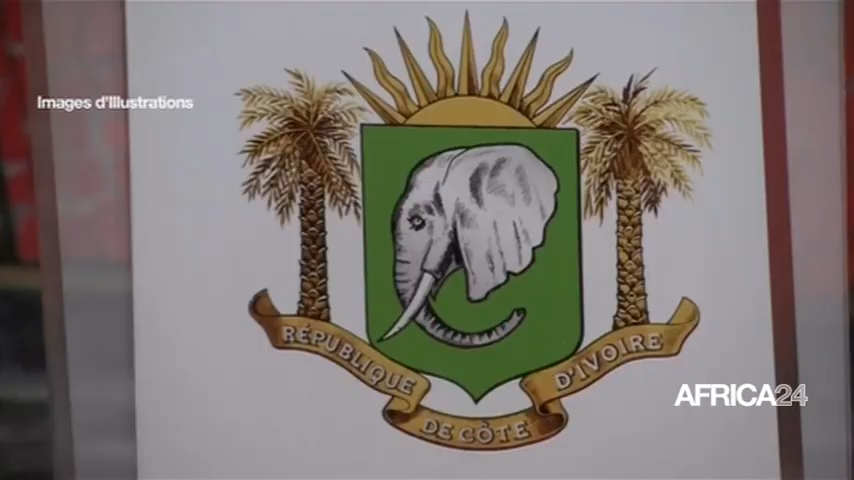 Images d'Illustrations
RÉPUBLIQUE
DE CÔTE
D'IVOIRE
AFRICA24